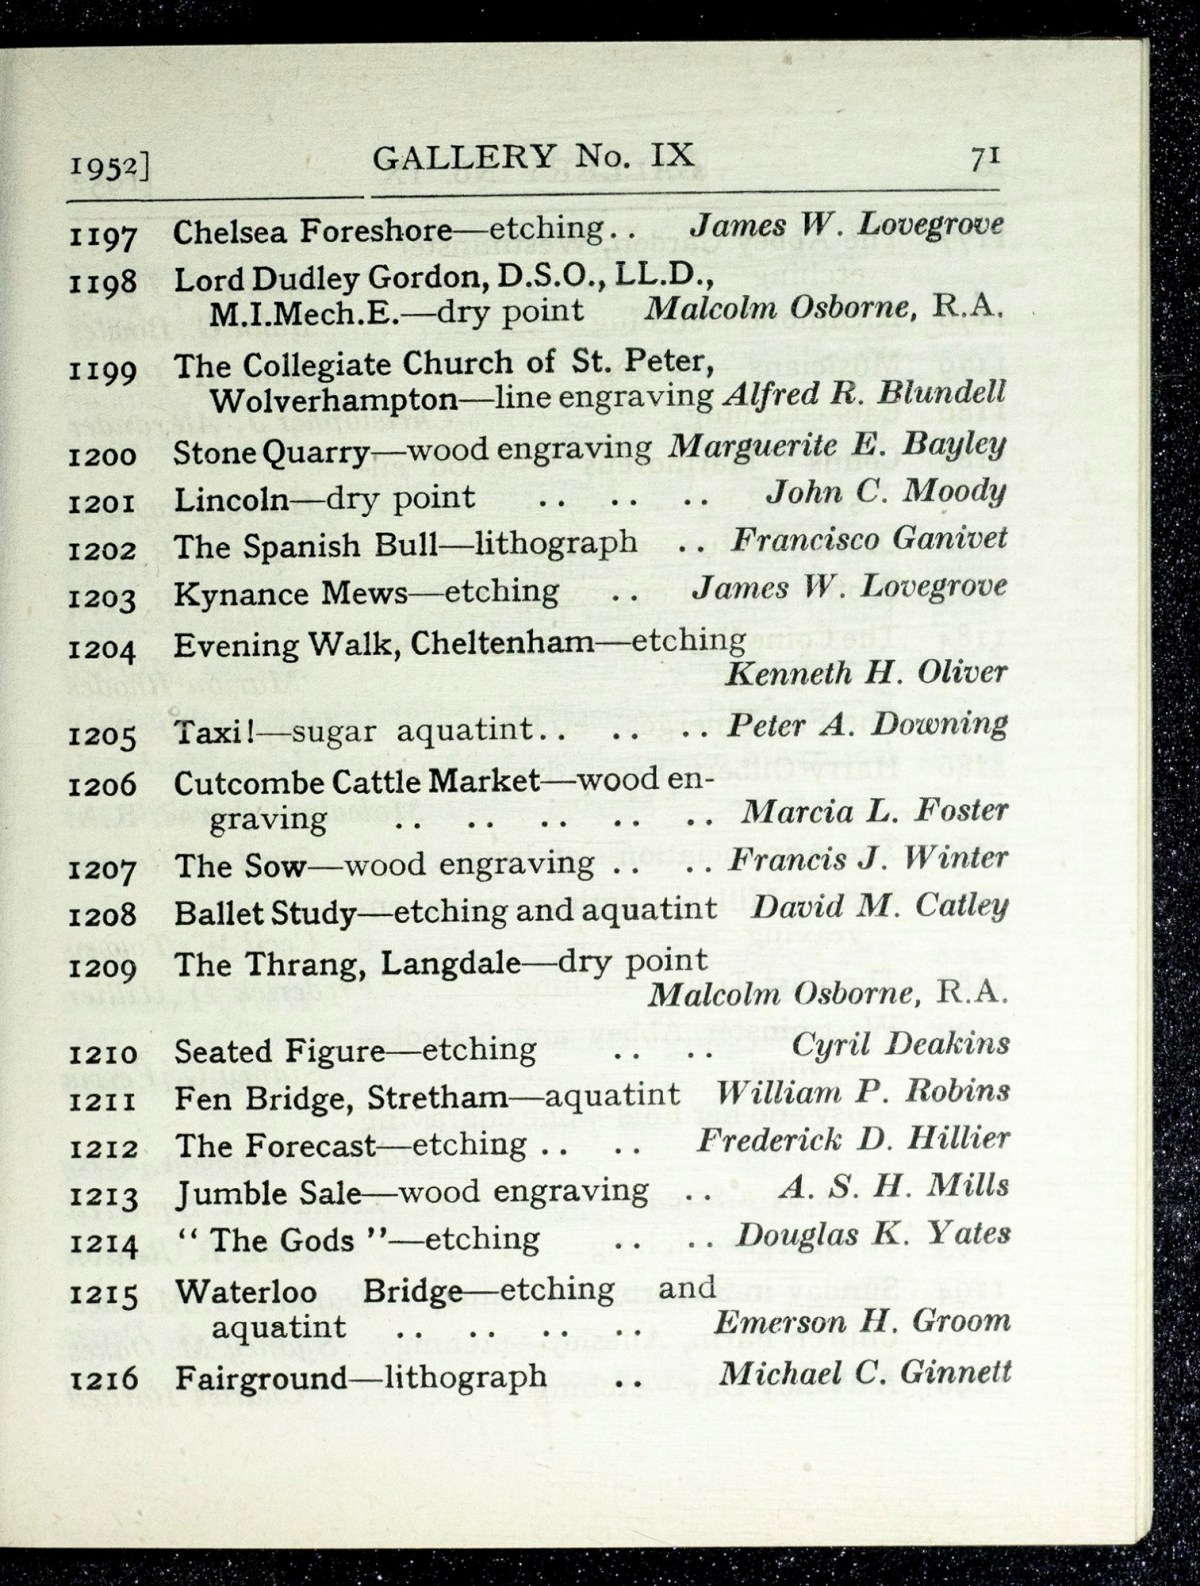 1952] GALLERY No. IX 71
1197 Chelsea Foreshore—etching.. James W. Lovegrove
1198 Lord Dudley Gordon, D.S.O., LL.D.,
M.I.Mech.E.—dry point Malcolm Osborne, R.A.
1199 The Collegiate Church of St. Peter,
Wolverhampton—line engraving Alfred R. Blundell
1200 Stone Quarry—wood engraving Marguerite E. Bayley
1201 Lincoln—dry point .. .. .. John C. Moody
1202 The Spanish Bull—lithograph .. Francisco Ganivet
1203 Kynance Mews—etching .. James W. Lovegrove
1204 Evening Walk, Cheltenham—etching
Kenneth H. Oliver
1205 Taxi!—sugar aquatint.. .. .. Peter A. Downing
1206 Cutcombe Cattle Market—wood en-
graving .. .. .. .. .. Marcia L. Foster
1207 The Sow—wood engraving .. .. Francis J. Winter
1208 Ballet Study—etching and aquatint David M. Catley
1209 The Thrang, Langdale—dry point
Malcolm Osborne, R.A.
1210 Seated Figure—etching .. .. Cyril Deakins
1211 Fen Bridge, Stretham—aquatint William P. Robins
1212 The Forecast—etching .. .. Frederick D. Hillier
1213 Jumble Sale—wood engraving .. A. S. H. Mills
1214 “ The Gods ”—etching .. .. Douglas K. Yates
1215 Waterloo Bridge—etching and
aquatint .. .. .. .. Emerson H. Groom
1216 Fairground—lithograph .. Michael C. Ginnett